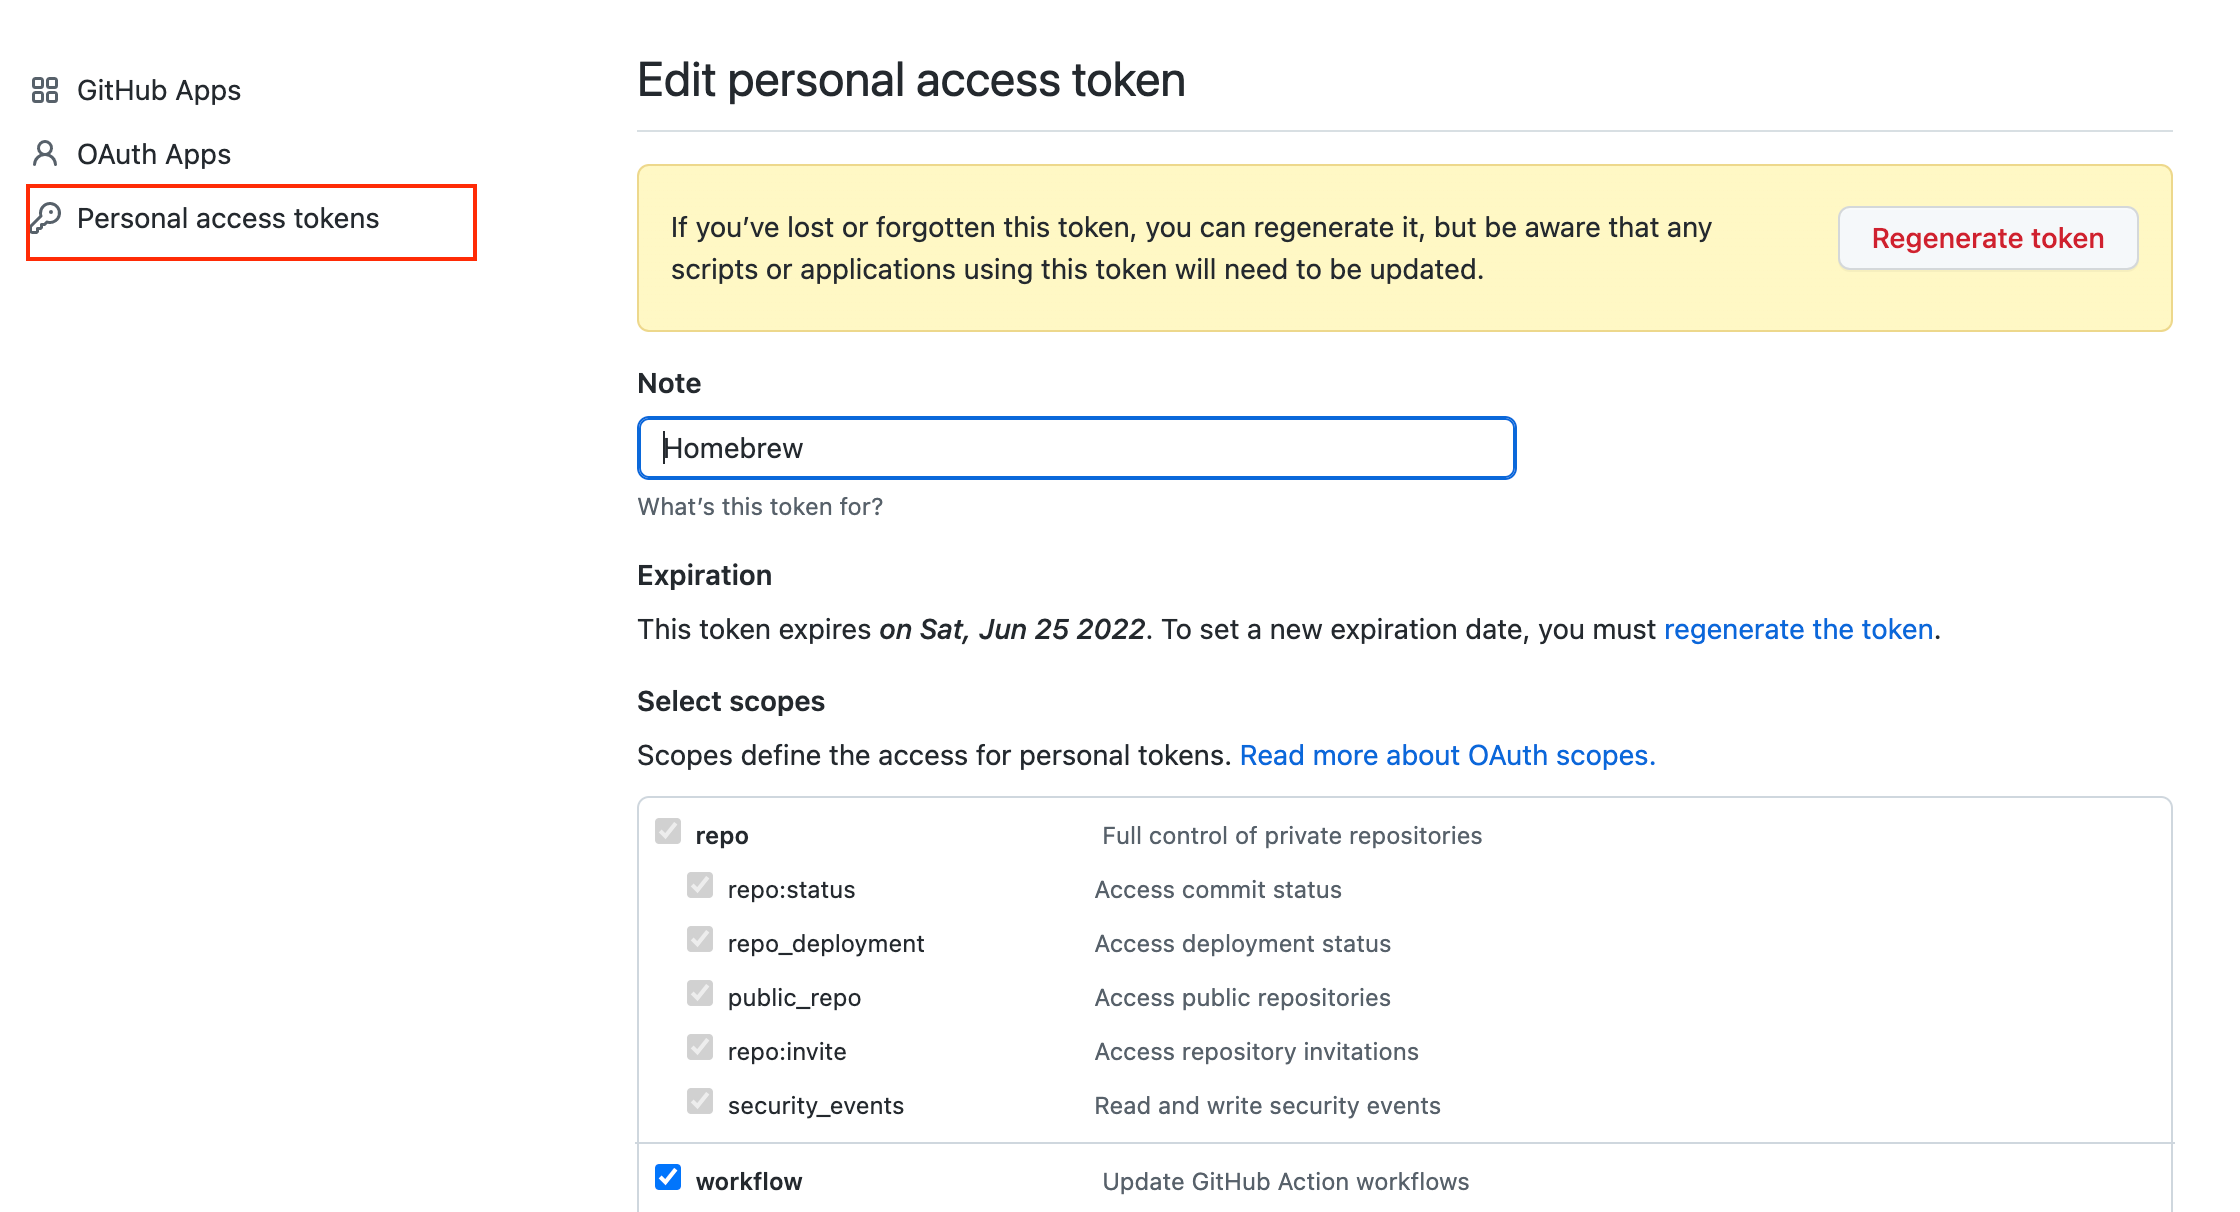 GitHub Apps
OAuth Apps
Personal access tokens
Edit personal access token
If you’ve lost or forgotten this token, you can regenerate it, but be aware that any
scripts or applications using this token will need to be updated.
Regenerate token
Note
Homebrew
What’s this token for?
Expiration
This token expires on Sat, Jun 25 2022. To set a new expiration date, you must regenerate the token.
Select scopes
Scopes define the access for personal tokens. Read more about OAuth scopes.
repo Full control of private repositories
repo:status Access commit status
repo_deployment Access deployment status
public_repo Access public repositories
repo:invite Access repository invitations
security_events Read and write security events
workflow Update GitHub Action workflows